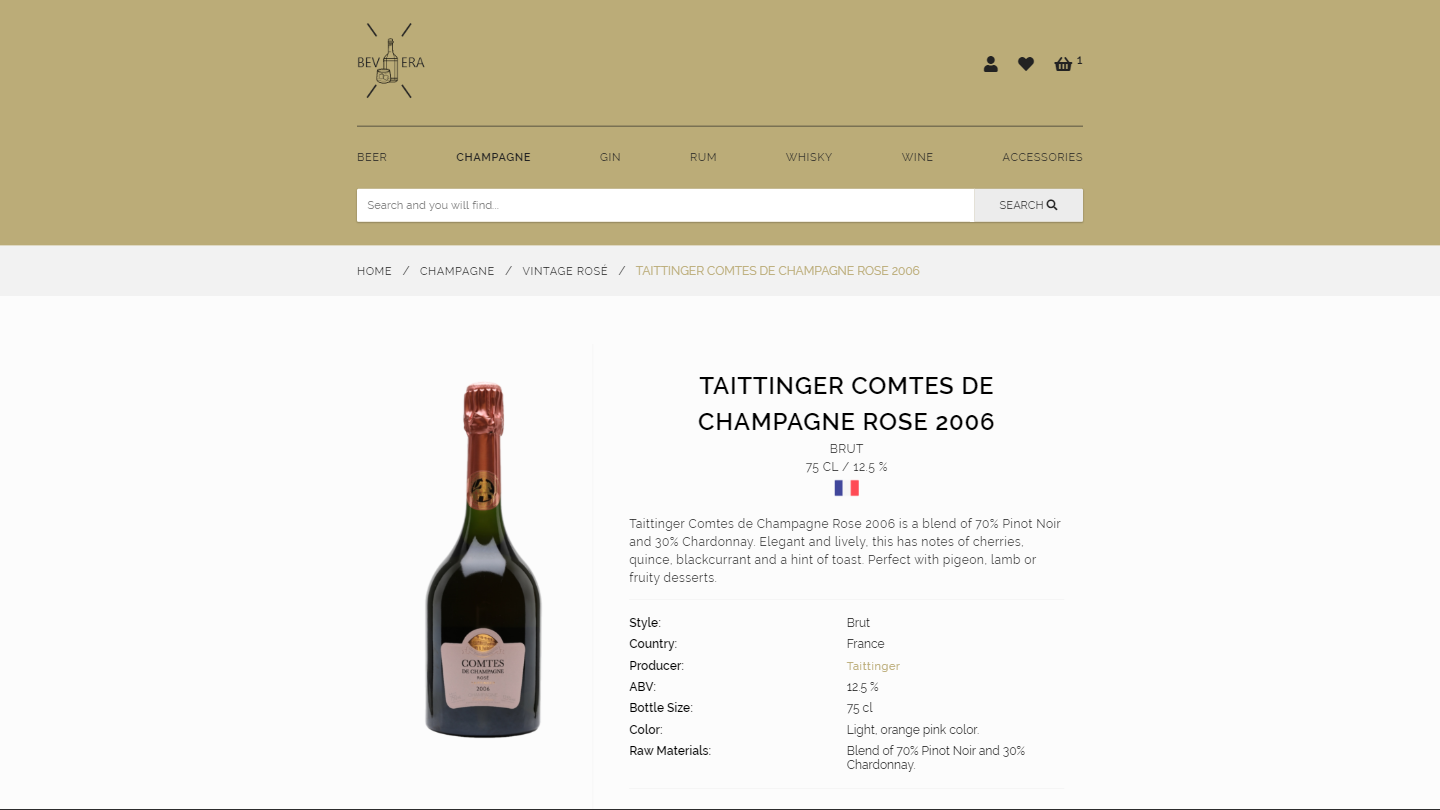 BEV ERA
1
BEER CHAMPAGNE GIN RUM WHISKY WINE ACCESSORIES
Search and you will find...
SEARCH
HOME / CHAMPAGNE / VINTAGE ROSÉ / TAITTINGER COMTES DE CHAMPAGNE ROSE 2006
TAITTINGER COMTES DE
CHAMPAGNE ROSE 2006
BRUT
75 CL / 12.5 %
Taittinger Comtes de Champagne Rose 2006 is a blend of 70% Pinot Noir
and 30% Chardonnay. Elegant and lively, this has notes of cherries,
quince, blackcurrant and a hint of toast. Perfect with pigeon, lamb or
fruity desserts.
Style: Brut
Country: France
Producer: Taittinger
ABV: 12.5 %
Bottle Size: 75 cl
Color: Light, orange pink color.
Raw Materials: Blend of 70% Pinot Noir and 30%
Chardonnay.
COMTES
DE CHAMPAGNE
ROSÉ
2006